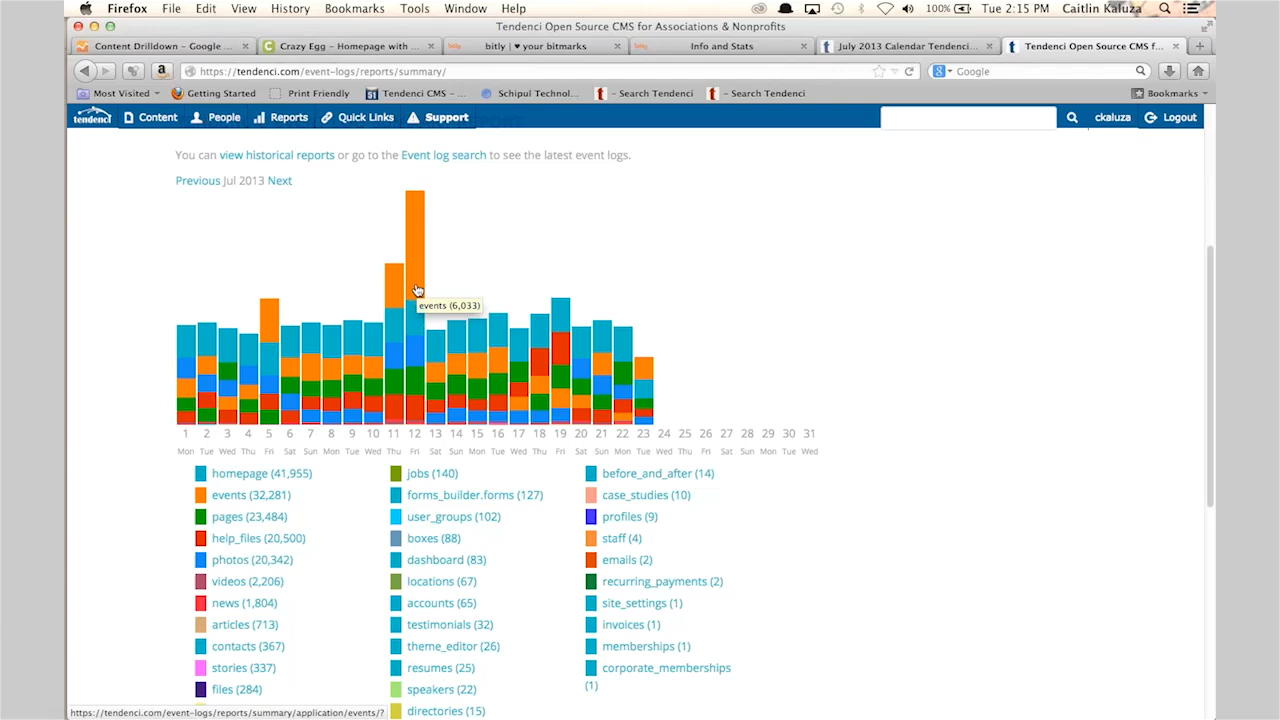 Firefox File Edit View History Bookmarks Tools Window Help 100% Tue 2:15 PM Caitlin Kaluza
Tendenci Open Source CMS for Associations & Nonprofits
Content Drilldown – Google ... Crazy Egg – Homepage with ... bitly | ♥ your bitmarks Info and Stats July 2013 Calendar Tendenci... Tendenci Open Source CMS f...
https://tendenci.com/event-logs/reports/summary/ Google
Most Visited Getting Started Print Friendly Tendenci CMS – ... Schipul Technol... – Search Tendenci – Search Tendenci Bookmarks
tendenci Content People Reports Quick Links Support ckaluza Logout
You can view historical reports or go to the Event log search to see the latest event logs.
Previous Jul 2013 Next
events (6,033)
1 2 3 4 5 6 7 8 9 10 11 12 13 14 15 16 17 18 19 20 21 22 23 24 25 26 27 28 29 30 31
Mon Tue Wed Thu Fri Sat Sun Mon Tue Wed Thu Fri Sat Sun Mon Tue Wed Thu Fri Sat Sun Mon Tue Wed Thu Fri Sat Sun Mon Tue Wed
homepage (41,955) jobs (140) before_and_after (14)
events (32,281) forms_builder.forms (127) case_studies (10)
pages (23,484) user_groups (102) profiles (9)
help_files (20,500) boxes (88) staff (4)
photos (20,342) dashboard (83) emails (2)
videos (2,206) locations (67) recurring_payments (2)
news (1,804) accounts (65) site_settings (1)
articles (713) testimonials (32) invoices (1)
contacts (367) theme_editor (26) memberships (1)
stories (337) resumes (25) corporate_memberships
files (284) speakers (22) (1)
directories (15)
https://tendenci.com/event-logs/reports/summary/application/events/?